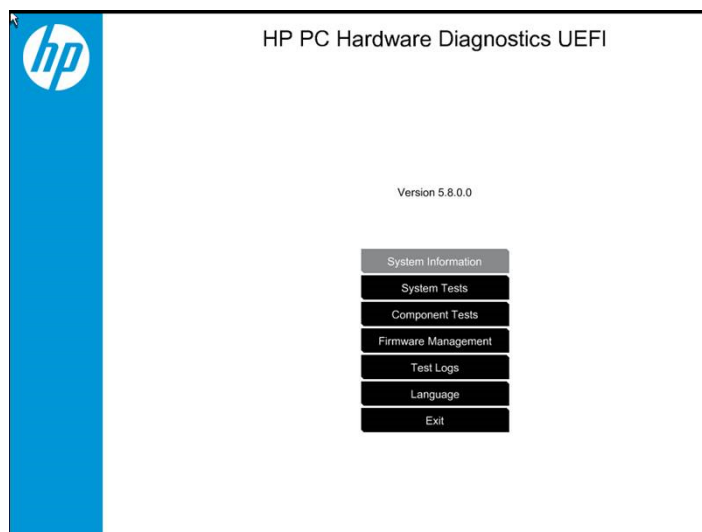 hp
HP PC Hardware Diagnostics UEFI
Version 5.8.0.0
System Information
System Tests
Component Tests
Firmware Management
Test Logs
Language
Exit